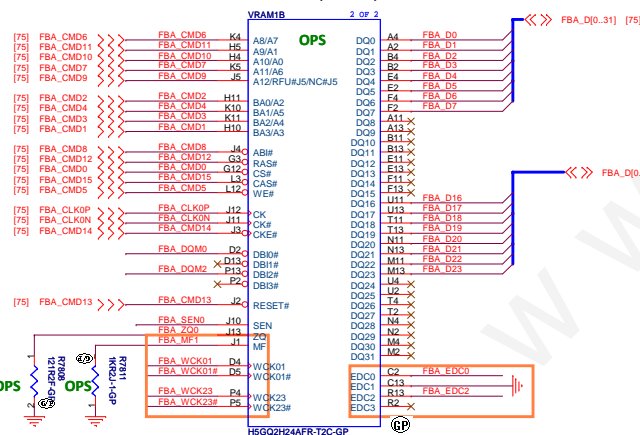 VRAM1B
2 OF 2
OPS
[75] FBA_CMD6 FBA_CMD6 K4 A8/A7
[75] FBA_CMD11 FBA_CMD11 H5 A9/A1
[75] FBA_CMD10 FBA_CMD10 H4 A10/A0
[75] FBA_CMD7 FBA_CMD7 K5 A11/A6
[75] FBA_CMD9 FBA_CMD9 J5 A12/RFU#J5/NC#J5
[75] FBA_CMD2 FBA_CMD2 H11 BA0/A2
[75] FBA_CMD4 FBA_CMD4 K10 BA1/A5
[75] FBA_CMD3 FBA_CMD3 K11 BA2/A4
[75] FBA_CMD1 FBA_CMD1 H10 BA3/A3
[75] FBA_CMD8 FBA_CMD8 J4 ABI#
[75] FBA_CMD12 FBA_CMD12 G3 RAS#
[75] FBA_CMD0 FBA_CMD0 G12 CS#
[75] FBA_CMD15 FBA_CMD15 L3 CAS#
[75] FBA_CMD5 FBA_CMD5 L12 WE#
[75] FBA_CLK0P FBA_CLK0P J12 CK
[75] FBA_CLK0N FBA_CLK0N J11 CK#
[75] FBA_CMD14 FBA_CMD14 J3 CKE#
FBA_DQM0 D2 DBI0#
D13 DBI1#
FBA_DQM2 P13 DBI2#
P2 DBI3#
[75] FBA_CMD13 FBA_CMD13 J2 RESET#
FBA_SEN0 J10 SEN
FBA_ZQ0 J13 ZQ
FBA_MF1 J1 MF
FBA_WCK01 D4 WCK01
FBA_WCK01# D5 WCK01#
FBA_WCK23 P4 WCK23
FBA_WCK23# P5 WCK23#
DQ0 A4 FBA_D0
DQ1 A2 FBA_D1
DQ2 B4 FBA_D2
DQ3 B2 FBA_D3
DQ4 E4 FBA_D4
DQ5 E2 FBA_D5
DQ6 F4 FBA_D6
DQ7 F2 FBA_D7
DQ8 A11
DQ9 A13
DQ10 B11
DQ11 B13
DQ12 E11
DQ13 E13
DQ14 F11
DQ15 F13
DQ16 U11 FBA_D16
DQ17 U13 FBA_D17
DQ18 T11 FBA_D18
DQ19 T13 FBA_D19
DQ20 N11 FBA_D20
DQ21 N13 FBA_D21
DQ22 M11 FBA_D22
DQ23 M13 FBA_D23
DQ24 U4
DQ25 U2
DQ26 T4
DQ27 T2
DQ28 N4
DQ29 N2
DQ30 M4
DQ31 M2
EDC0 C2 FBA_EDC0
EDC1 C13
EDC2 R13 FBA_EDC2
EDC3 R2
FBA_D[0..31] [75]
FBA_D[0.
OPS
R7808
121R2F-GP
1
2
OPS
R7811
1KR2J-1-GP
1
H5GQ2H24AFR-T2C-GP
GP
W W